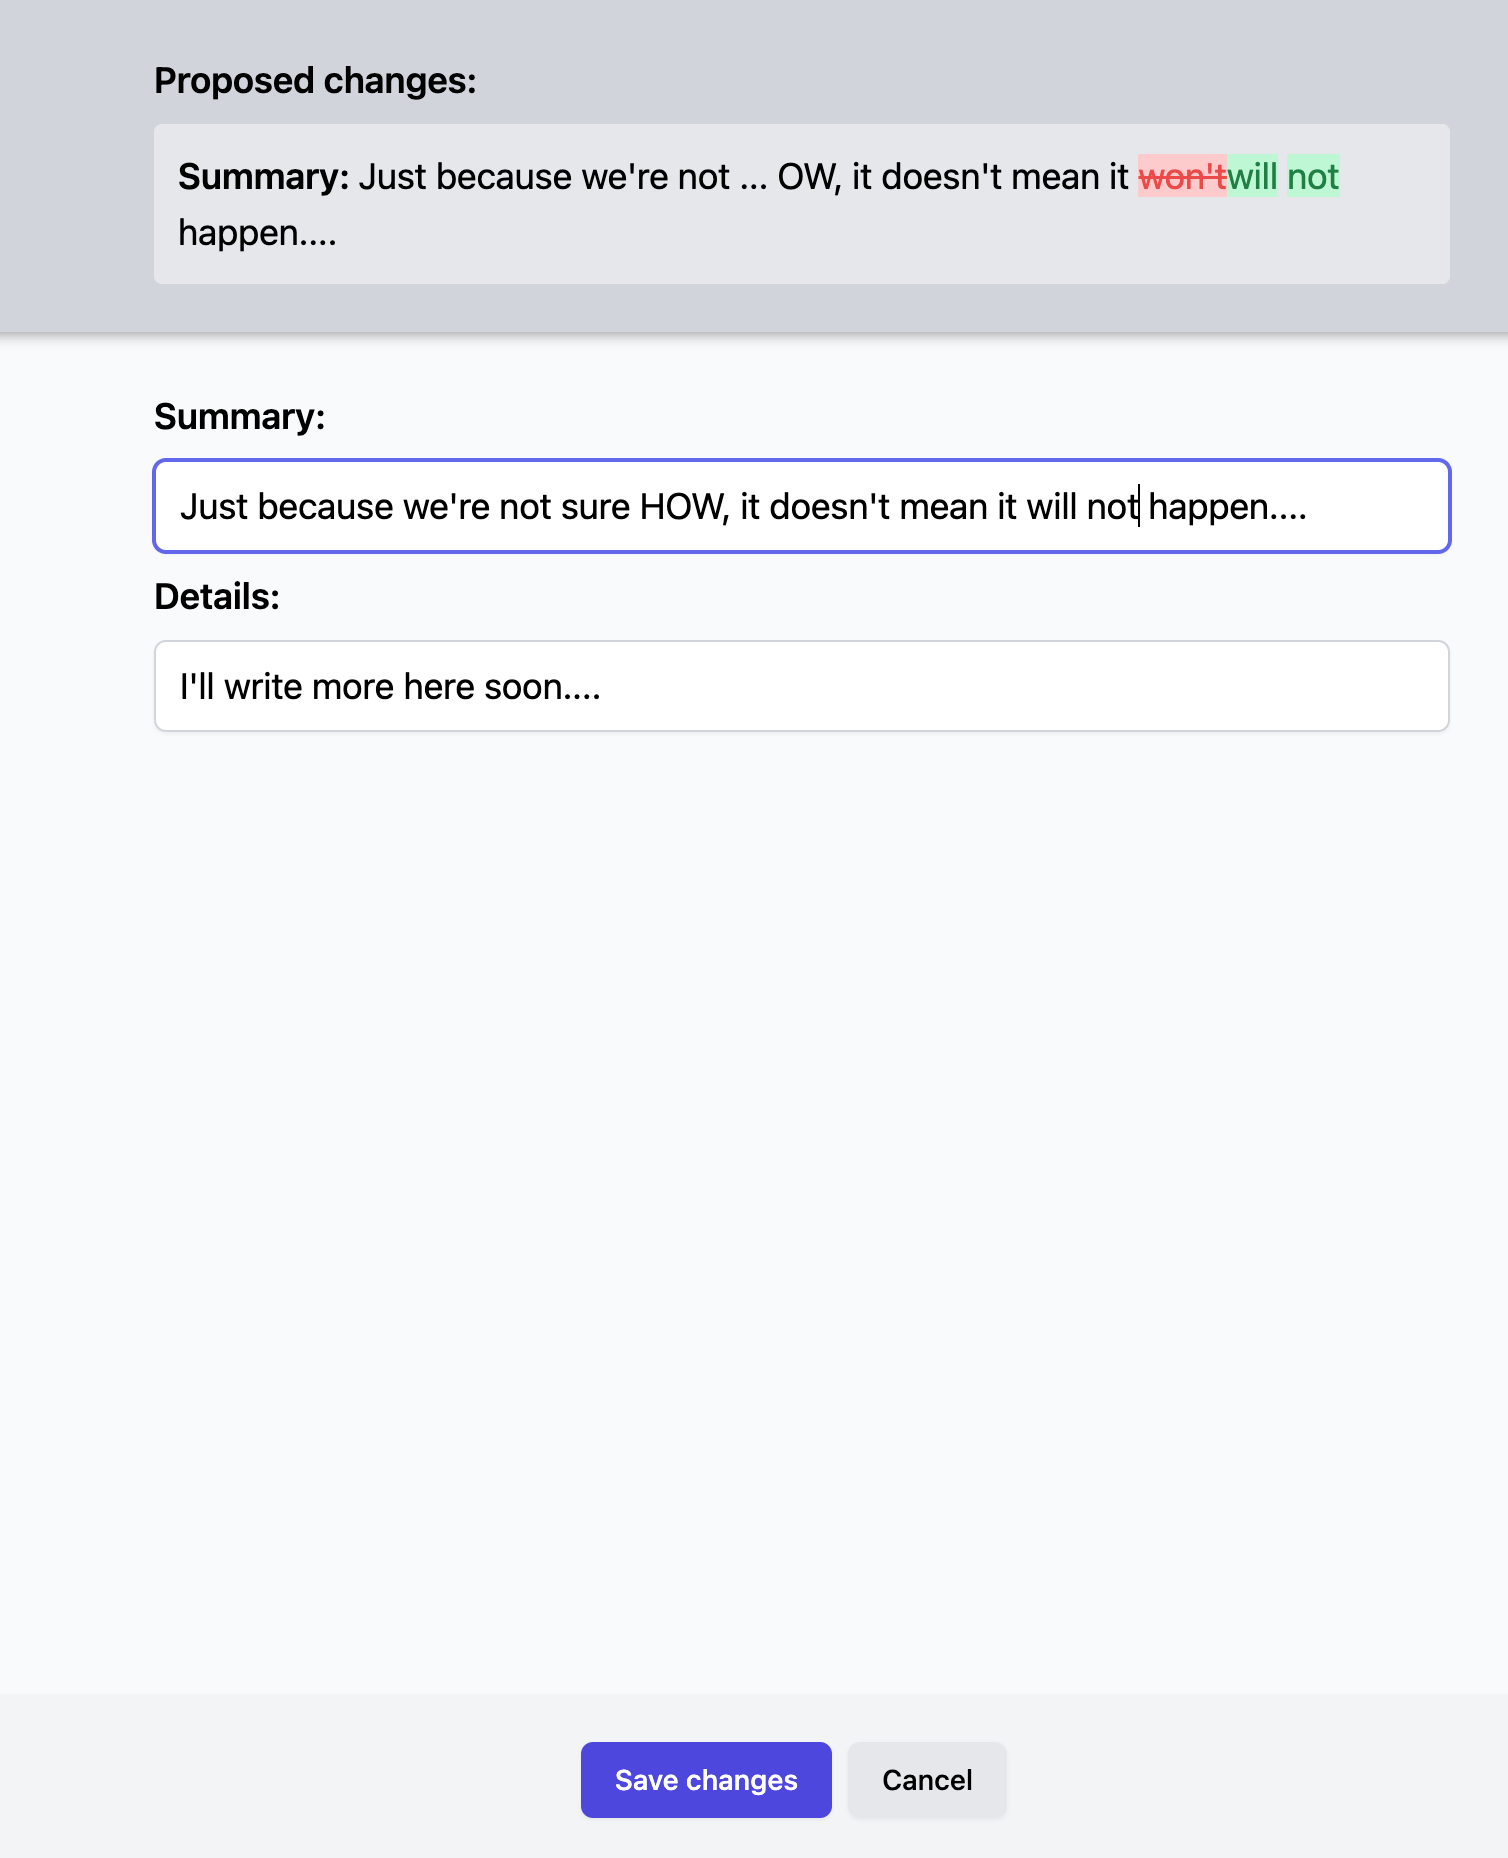 Proposed changes:
Summary: Just because we're not ... OW, it doesn't mean it won'twill not
happen....
Summary:
Just because we're not sure HOW, it doesn't mean it will not happen....
Details:
I'll write more here soon....
Save changes
Cancel